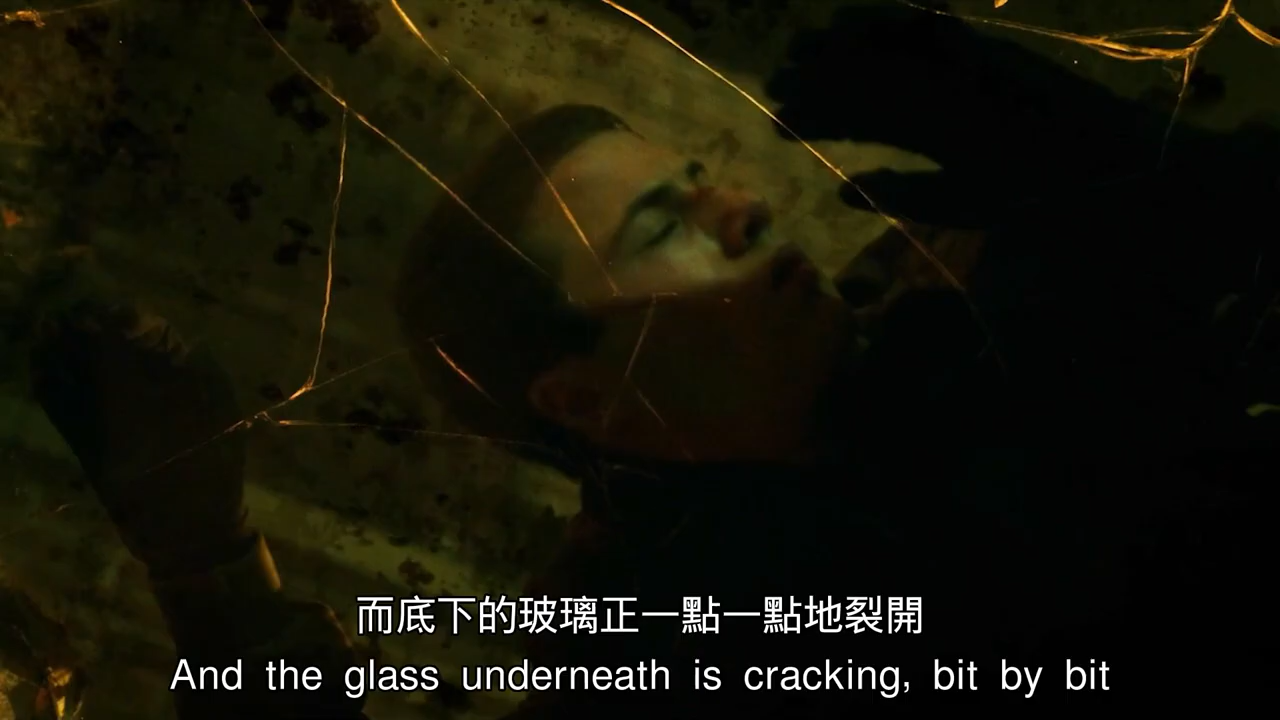 而底下的玻璃正一點一點地裂開
And the glass underneath is cracking, bit by bit